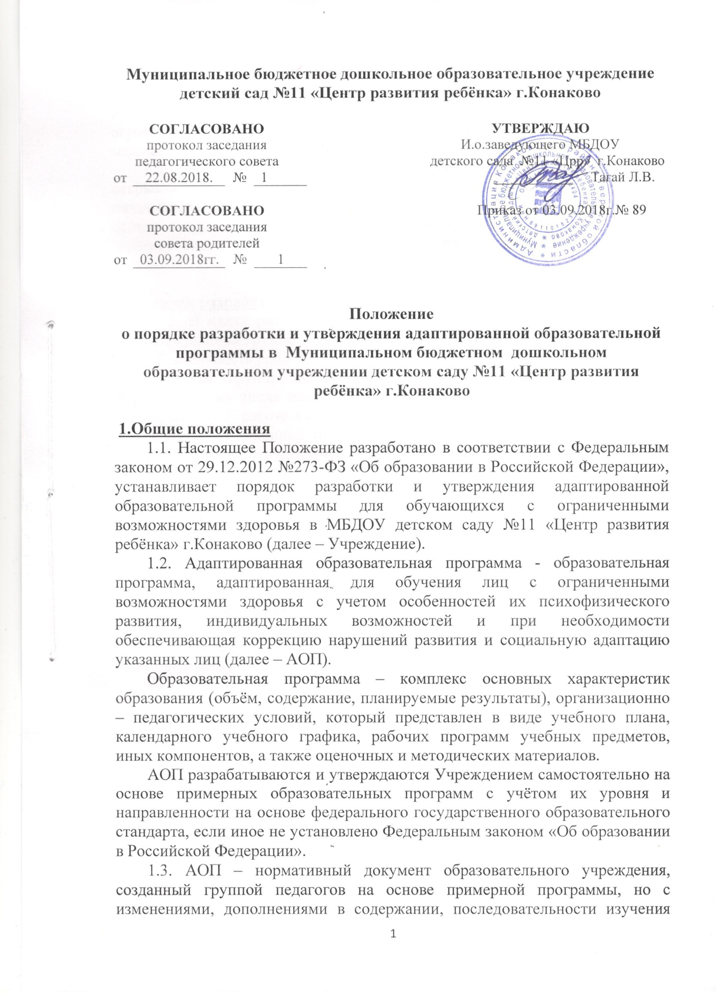 Муниципальное бюджетное дошкольное образовательное учреждение
детский сад №11 «Центр развития ребёнка» г.Конаково
СОГЛАСОВАНО
протокол заседания
педагогического совета
от 22.08.2018. № 1
СОГЛАСОВАНО
протокол заседания
совета родителей
от 03.09.2018гг. № 1
УТВЕРЖДАЮ
И.о.заведующего МБДОУ
детского сада №11 «Црр» г.Конаково
Тагай Л.В.
Приказ от 03.09.2018г.№ 89
Положение
о порядке разработки и утверждения адаптированной образовательной
программы в Муниципальном бюджетном дошкольном
образовательном учреждении детском саду №11 «Центр развития
ребёнка» г.Конаково
1.Общие положения
1.1. Настоящее Положение разработано в соответствии с Федеральным
законом от 29.12.2012 №273-ФЗ «Об образовании в Российской Федерации»,
устанавливает порядок разработки и утверждения адаптированной
образовательной программы для обучающихся с ограниченными
возможностями здоровья в МБДОУ детском саду №11 «Центр развития
ребёнка» г.Конаково (далее – Учреждение).
1.2. Адаптированная образовательная программа - образовательная
программа, адаптированная для обучения лиц с ограниченными
возможностями здоровья с учетом особенностей их психофизического
развития, индивидуальных возможностей и при необходимости
обеспечивающая коррекцию нарушений развития и социальную адаптацию
указанных лиц (далее – АОП).
Образовательная программа – комплекс основных характеристик
образования (объём, содержание, планируемые результаты), организационно
– педагогических условий, который представлен в виде учебного плана,
календарного учебного графика, рабочих программ учебных предметов,
иных компонентов, а также оценочных и методических материалов.
АОП разрабатываются и утверждаются Учреждением самостоятельно на
основе примерных образовательных программ с учётом их уровня и
направленности на основе федерального государственного образовательного
стандарта, если иное не установлено Федеральным законом «Об образовании
в Российской Федерации».
1.3. АОП – нормативный документ образовательного учреждения,
созданный группой педагогов на основе примерной программы, но с
изменениями, дополнениями в содержании, последовательности изучения
1